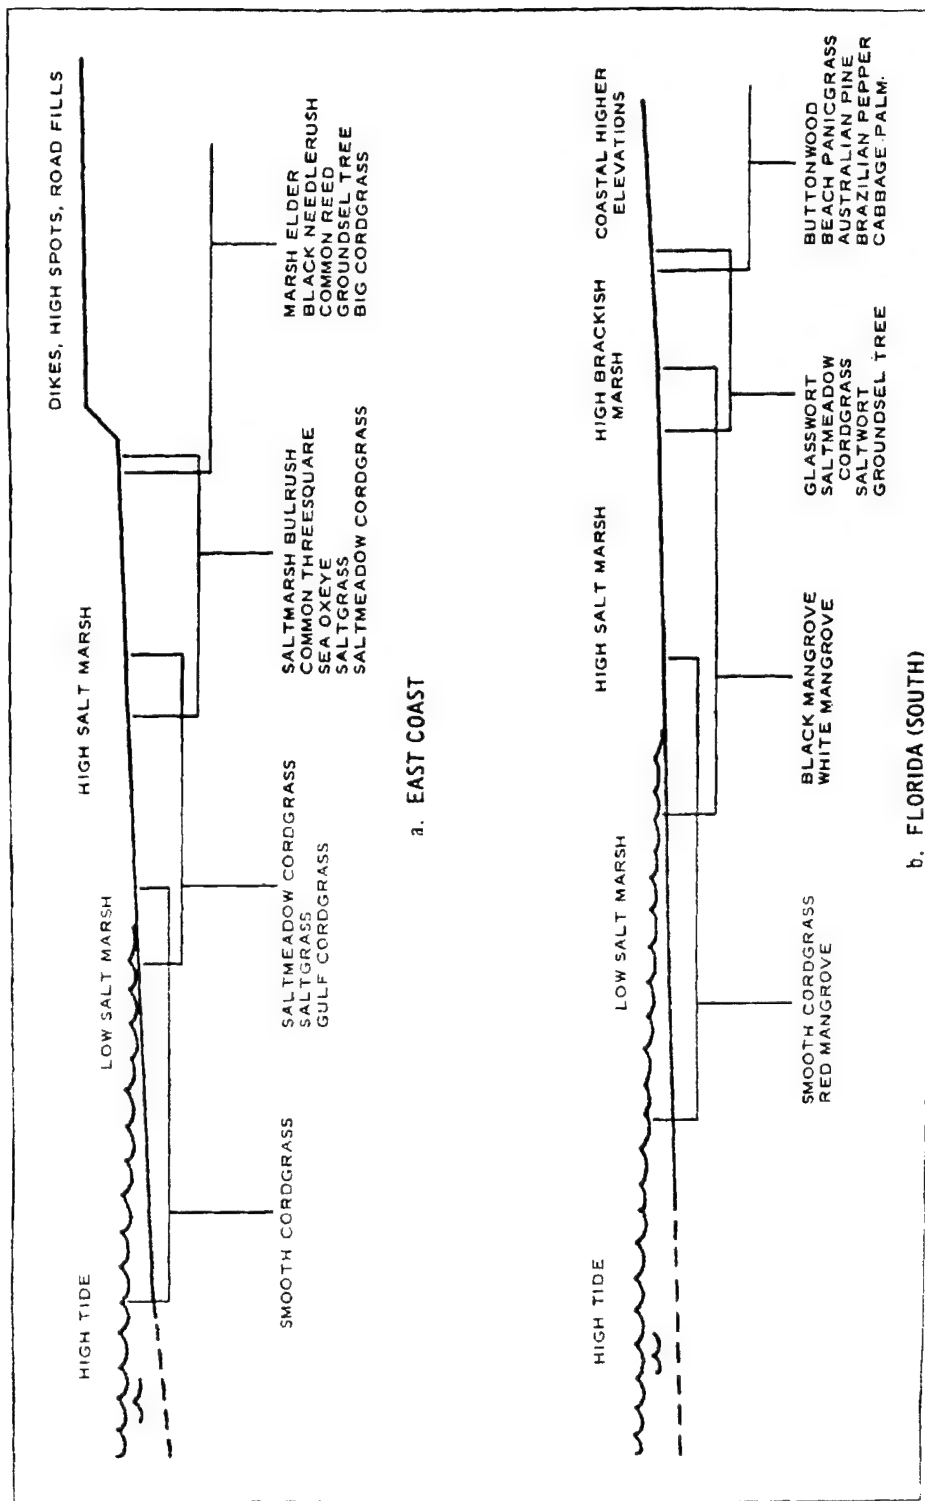 HIGH TIDE
LOW SALT MARSH
HIGH SALT MARSH
DIKES, HIGH SPOTS, ROAD FILLS
SMOOTH CORDGRASS
SALTMEADOW CORDGRASS
SALTGRASS
GULF CORDGRASS
SALTMARSH BULRUSH
COMMON THREESQUARE
SEA OXEYE
SALTGRASS
SALTMEADOW CORDGRASS
MARSH ELDER
BLACK NEEDLERUSH
COMMON REED
GROUNDSEL TREE
BIG CORDGRASS
a. EAST COAST
HIGH TIDE
LOW SALT MARSH
HIGH SALT MARSH
HIGH BRACKISH
MARSH
COASTAL HIGHER
ELEVATIONS
SMOOTH CORDGRASS
RED MANGROVE
BLACK MANGROVE
WHITE MANGROVE
GLASSWORT
SALTMEADOW
CORDGRASS
SALTWORT
GROUNDSEL TREE
BUTTONWOOD
BEACH PANICGRASS
AUSTRALIAN PINE
BRAZILIAN PEPPER
CABBAGE PALM
b. FLORIDA (SOUTH)